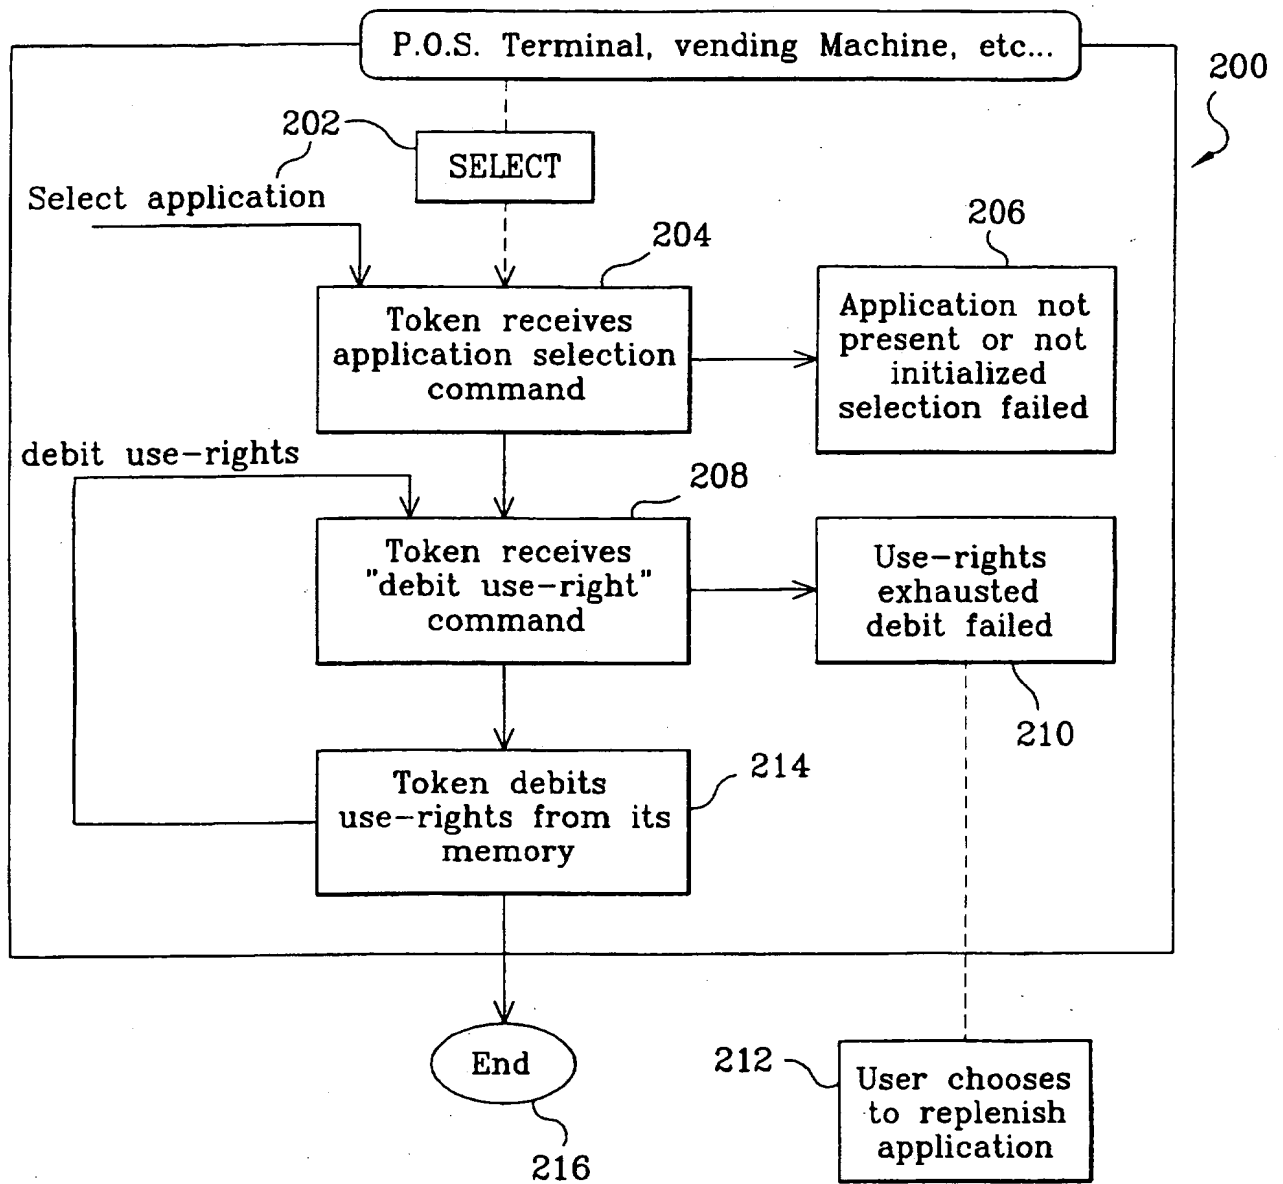 P.O.S. Terminal, vending Machine, etc...
200
202
SELECT
Select application
204
206
Token receives
application selection
command
Application not
present or not
initialized
selection failed
debit use-rights
208
Token receives
"debit use-right"
command
Use-rights
exhausted
debit failed
210
214
Token debits
use-rights from its
memory
End
216
212
User chooses
to replenish
application